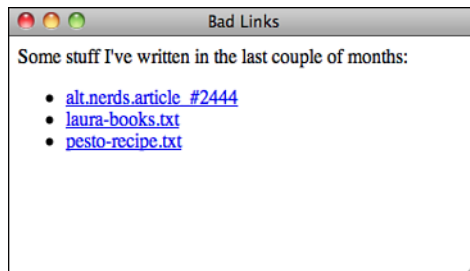 Bad Links
Some stuff I've written in the last couple of months:
• alt.nerds.article #2444
• laura-books.txt
• pesto-recipe.txt